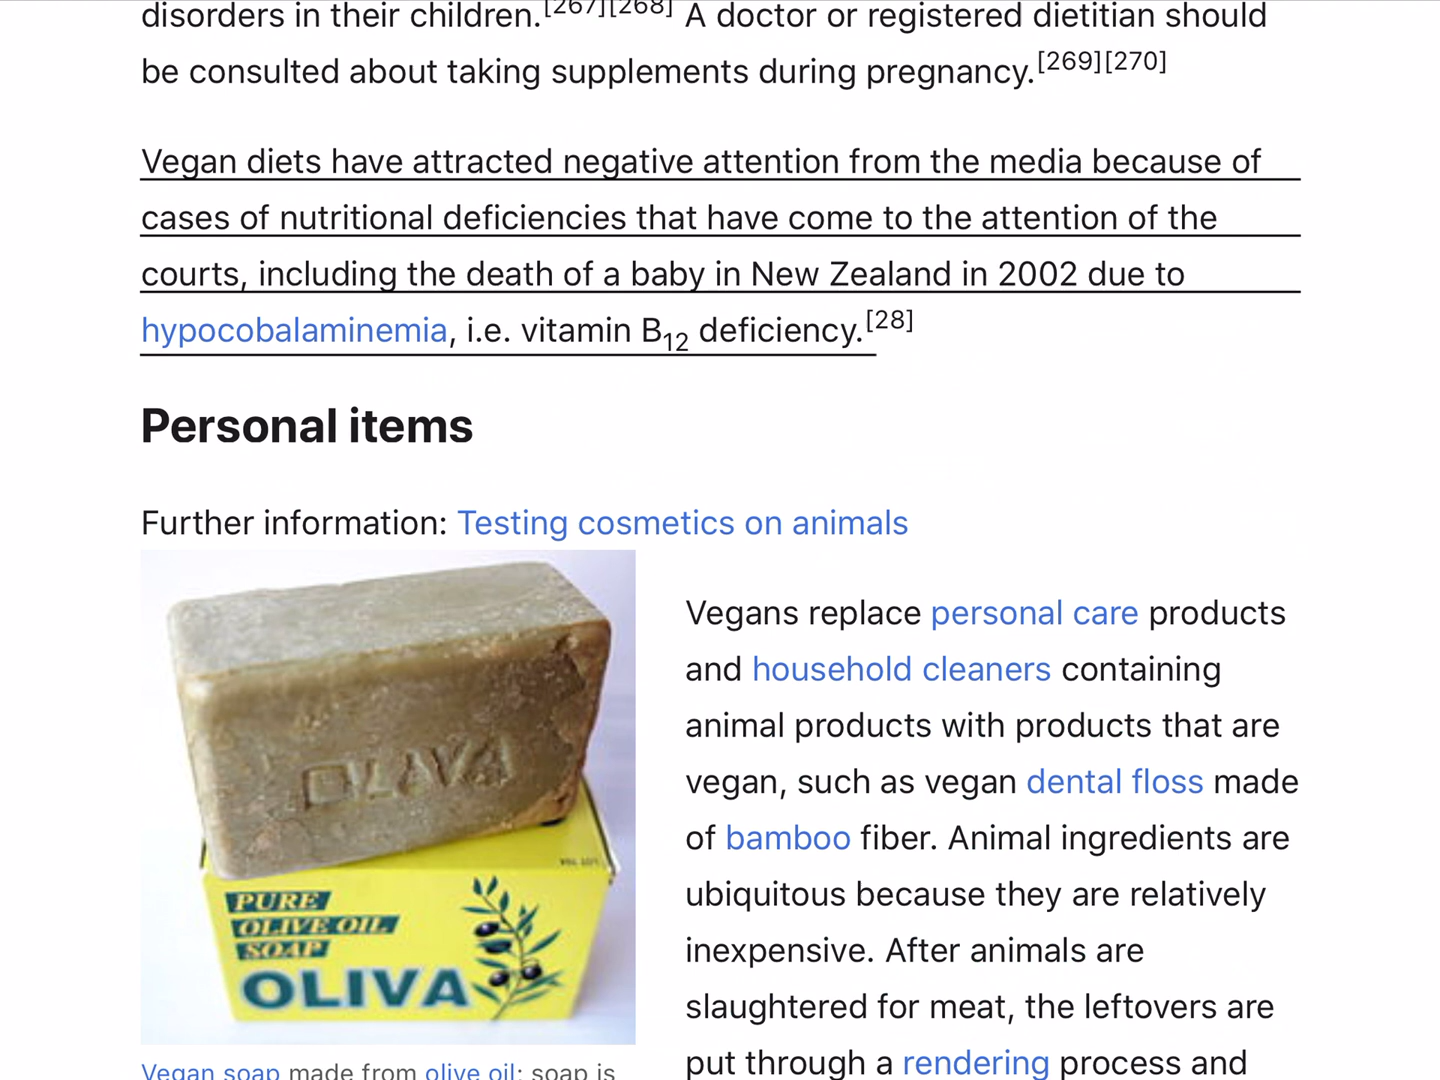 disorders in their children.[267][268] A doctor or registered dietitian should
be consulted about taking supplements during pregnancy.[269][270]
Vegan diets have attracted negative attention from the media because of
cases of nutritional deficiencies that have come to the attention of the
courts, including the death of a baby in New Zealand in 2002 due to
hypocobalaminemia, i.e. vitamin B12 deficiency.[28]
Personal items
Further information: Testing cosmetics on animals
OLIVA
PURE
OLIVE OIL
SOAP
OLIVA
Vegan soap made from olive oil; soap is
Vegans replace personal care products
and household cleaners containing
animal products with products that are
vegan, such as vegan dental floss made
of bamboo fiber. Animal ingredients are
ubiquitous because they are relatively
inexpensive. After animals are
slaughtered for meat, the leftovers are
put through a rendering process and